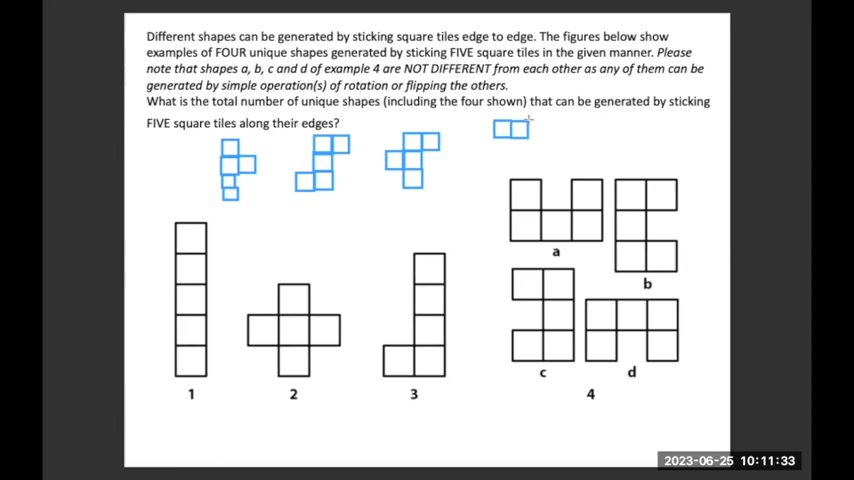 Different shapes can be generated by sticking square tiles edge to edge. The figures below show
examples of FOUR unique shapes generated by sticking FIVE square tiles in the given manner. Please
note that shapes a, b, c and d of example 4 are NOT DIFFERENT from each other as any of them can be
generated by simple operation(s) of rotation or flipping the others.
What is the total number of unique shapes (including the four shown) that can be generated by sticking
FIVE square tiles along their edges?
a
b
c
d
1
2
3
4
2023-06-25 10:11:33